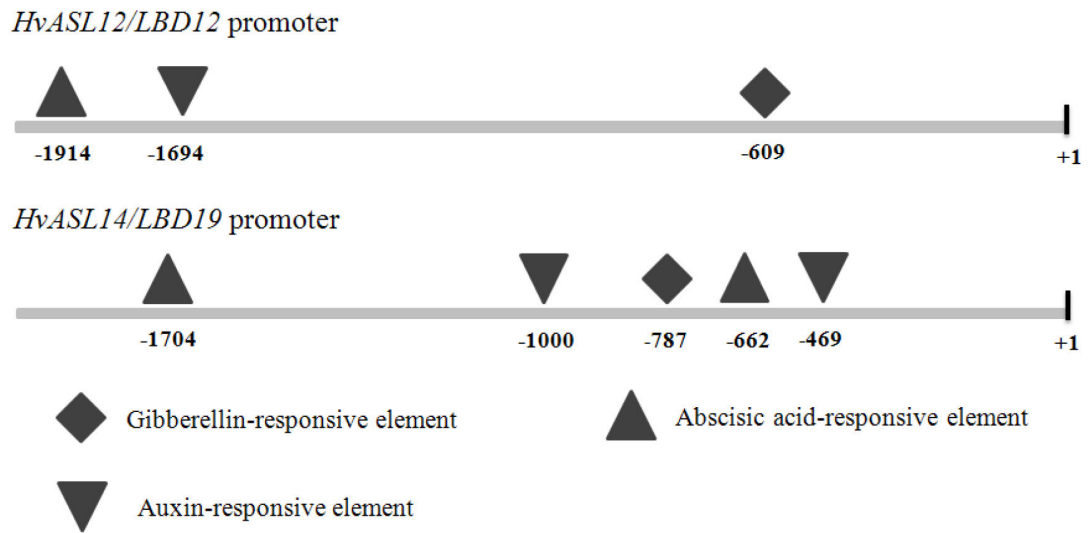 HvASL12/LBD12 promoter
-1914 -1694 -609 +1
HvASL14/LBD19 promoter
-1704 -1000 -787 -662 -469 +1
Gibberellin-responsive element Abscisic acid-responsive element
Auxin-responsive element